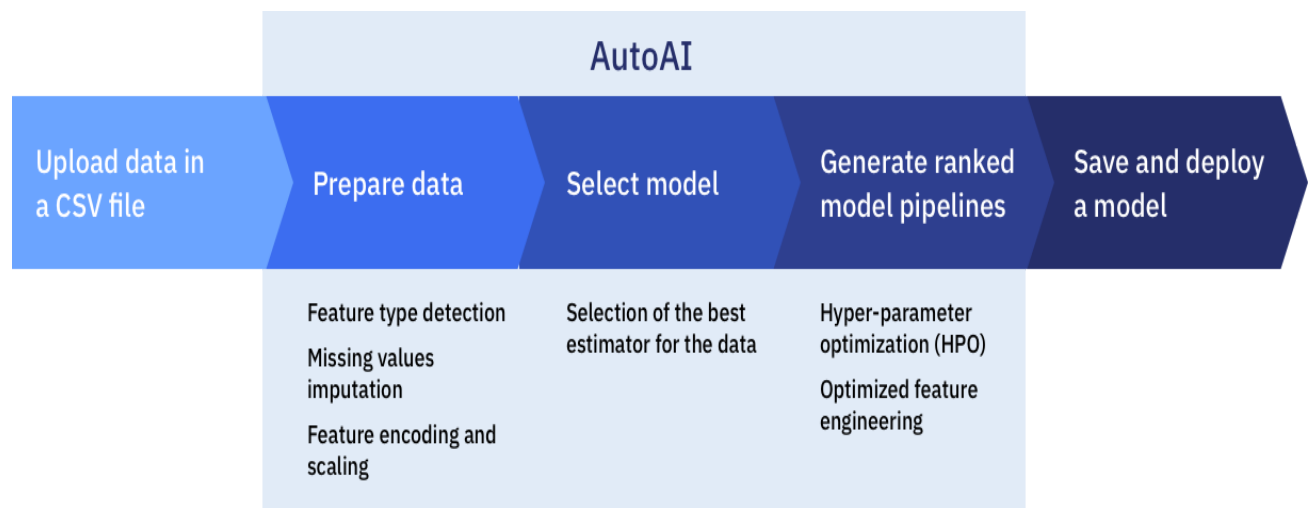 AutoAI
Upload data in
a CSV file
Prepare data
Select model
Generate ranked
model pipelines
Save and deploy
a model
Feature type detection
Missing values
imputation
Feature encoding and
scaling
Selection of the best
estimator for the data
Hyper-parameter
optimization (HPO)
Optimized feature
engineering